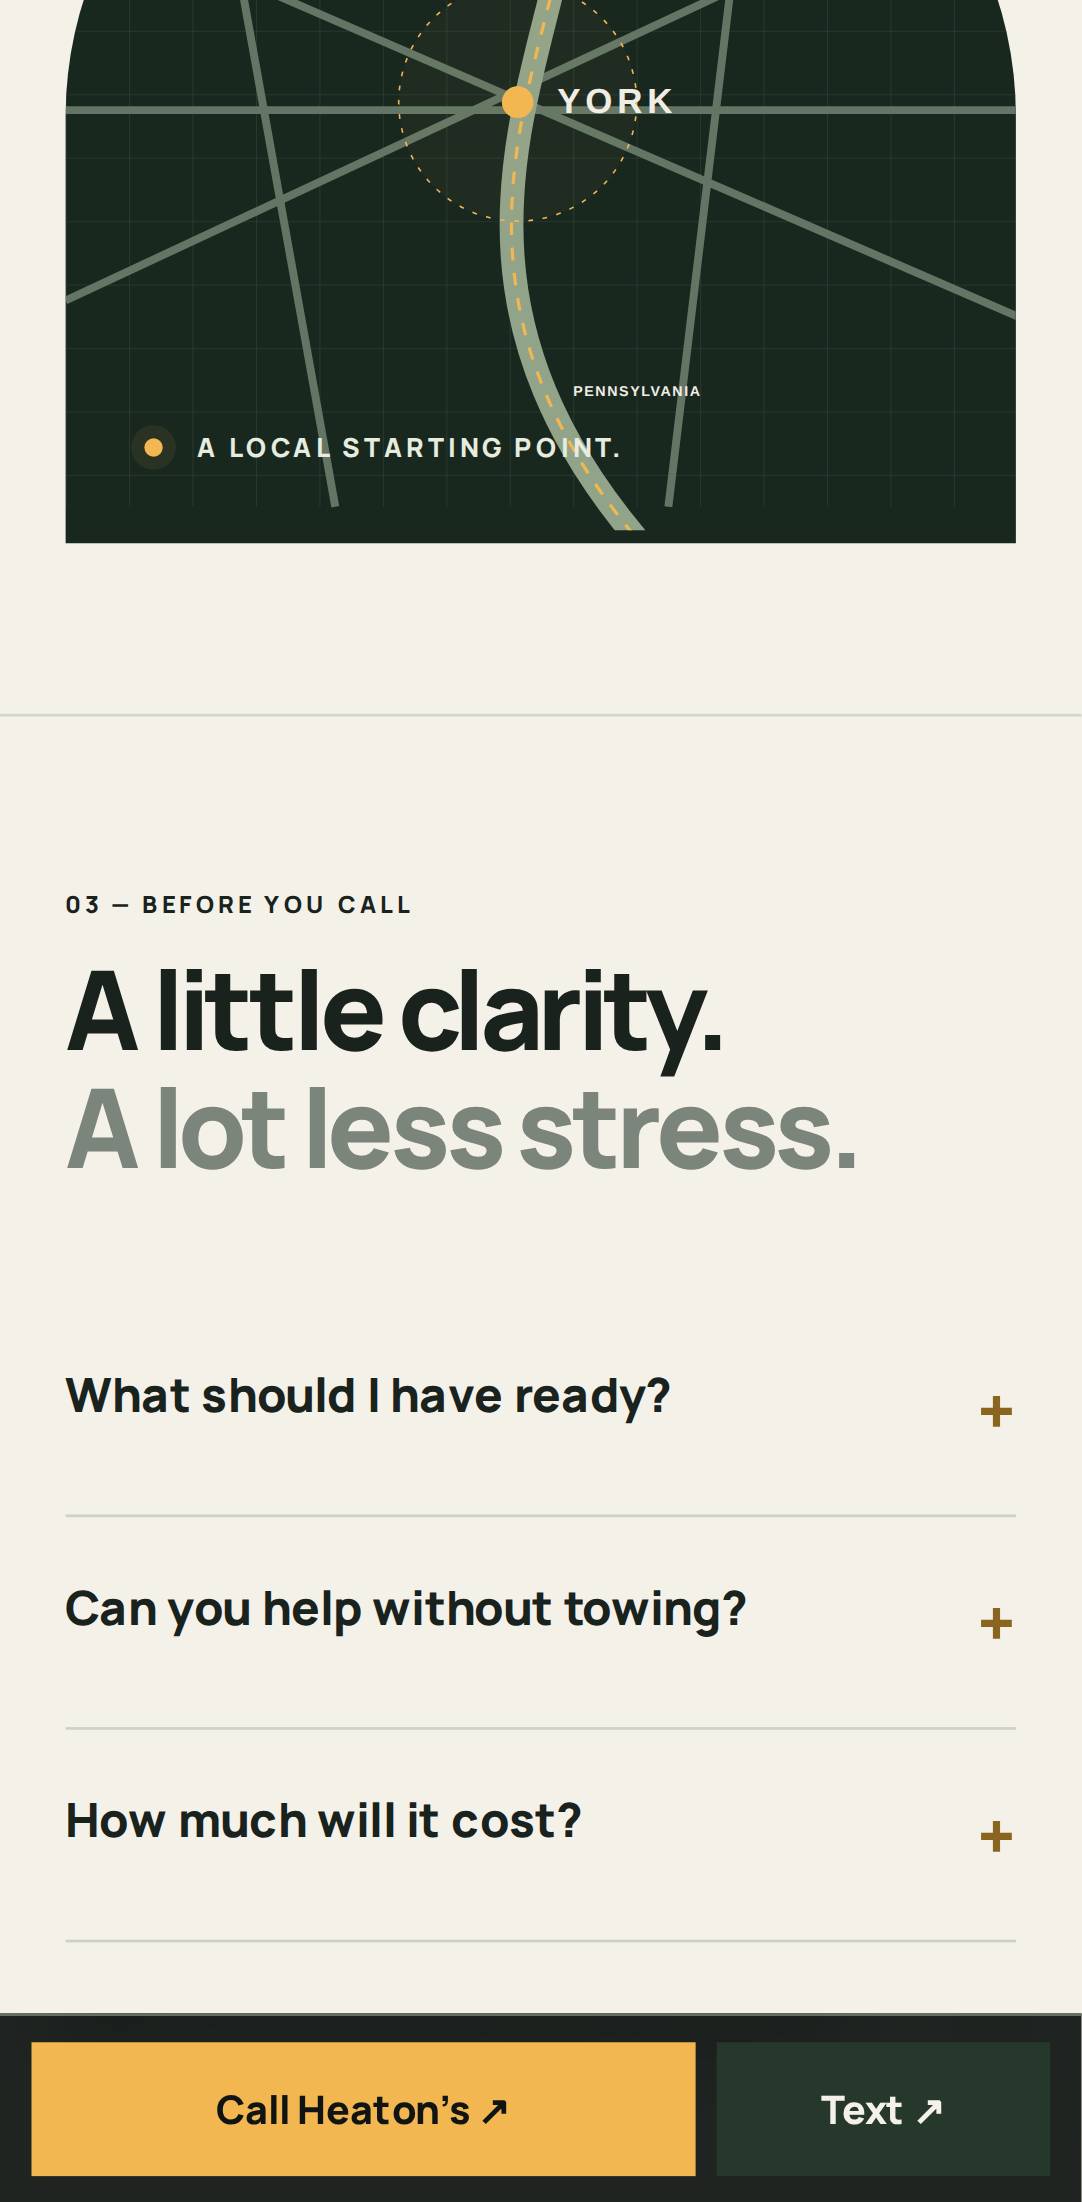 YORK
PENNSYLVANIA
A LOCAL STARTING POINT.
03 — BEFORE YOU CALL
A little clarity.
A lot less stress.
What should I have ready?
+
Can you help without towing?
+
How much will it cost?
+
Call Heaton’s ↗
Text ↗